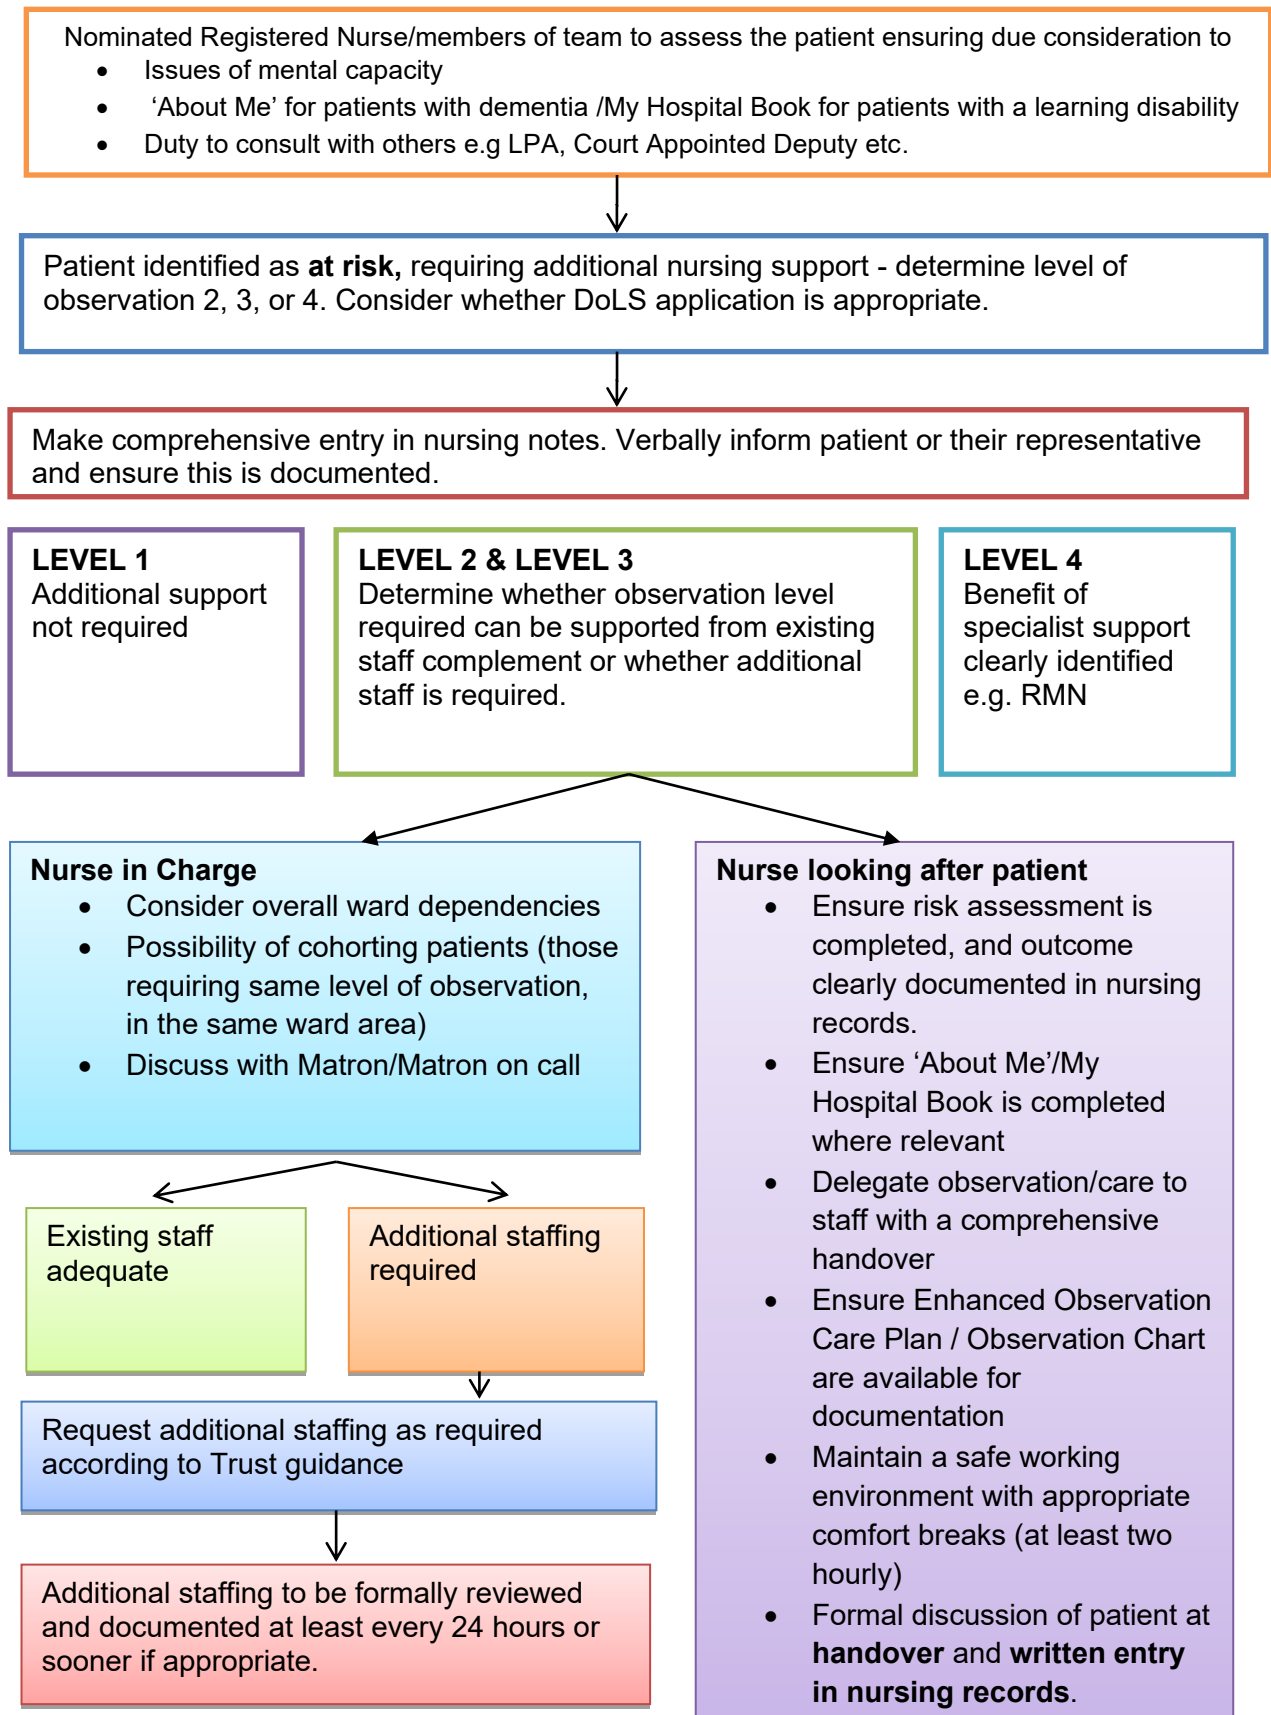 Nominated Registered Nurse/members of team to assess the patient ensuring due consideration to
• Issues of mental capacity
• ‘About Me’ for patients with dementia /My Hospital Book for patients with a learning disability
• Duty to consult with others e.g LPA, Court Appointed Deputy etc.
Patient identified as at risk, requiring additional nursing support - determine level of
observation 2, 3, or 4. Consider whether DoLS application is appropriate.
Make comprehensive entry in nursing notes. Verbally inform patient or their representative
and ensure this is documented.
LEVEL 1
Additional support
not required
LEVEL 2 & LEVEL 3
Determine whether observation level
required can be supported from existing
staff complement or whether additional
staff is required.
LEVEL 4
Benefit of
specialist support
clearly identified
e.g. RMN
Nurse in Charge
• Consider overall ward dependencies
• Possibility of cohorting patients (those
requiring same level of observation,
in the same ward area)
• Discuss with Matron/Matron on call
Existing staff
adequate
Additional staffing
required
Request additional staffing as required
according to Trust guidance
Additional staffing to be formally reviewed
and documented at least every 24 hours or
sooner if appropriate.
Nurse looking after patient
• Ensure risk assessment is
completed, and outcome
clearly documented in nursing
records.
• Ensure ‘About Me’/My
Hospital Book is completed
where relevant
• Delegate observation/care to
staff with a comprehensive
handover
• Ensure Enhanced Observation
Care Plan / Observation Chart
are available for
documentation
• Maintain a safe working
environment with appropriate
comfort breaks (at least two
hourly)
• Formal discussion of patient at
handover and written entry
in nursing records.